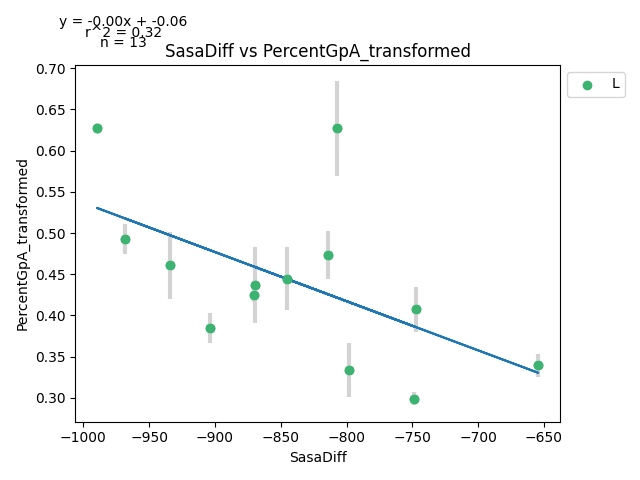 y = -0.00x + -0.06
r^2 = 0.32
n = 13
SasaDiff vs PercentGpA_transformed
L
PercentGpA_transformed
0.70
0.65
0.60
0.55
0.50
0.45
0.40
0.35
0.30
−1000
−950
−900
−850
−800
−750
−700
−650
SasaDiff